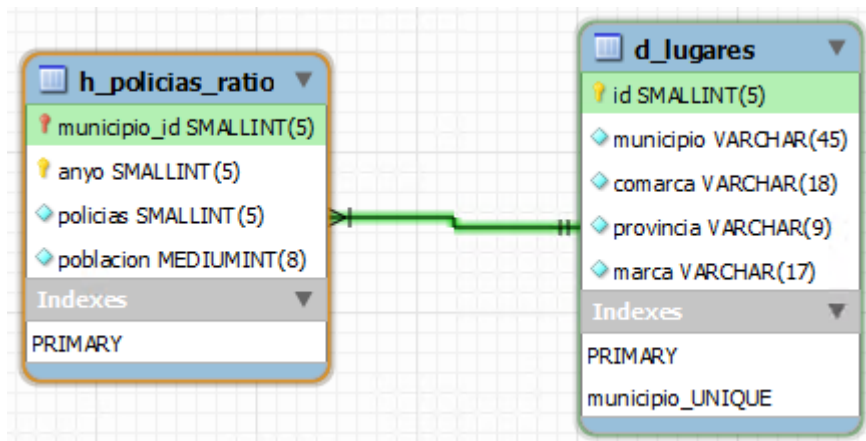 h_policias_ratio
municipio_id SMALLINT(5)
anyo SMALLINT(5)
policias SMALLINT(5)
poblacion MEDIUMINT(8)
Indexes
PRIMARY
d_lugares
id SMALLINT(5)
municipio VARCHAR(45)
comarca VARCHAR(18)
provincia VARCHAR(9)
marca VARCHAR(17)
Indexes
PRIMARY
municipio_UNIQUE